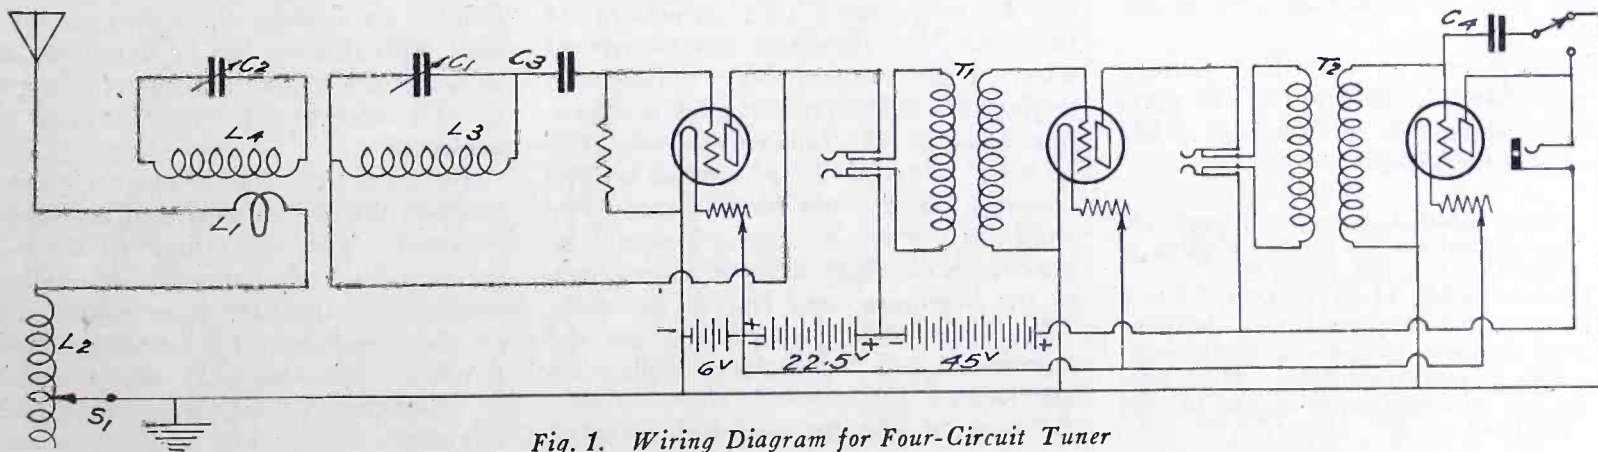 C4
C2
C1
C3
T1
T2
L4
L3
L1
L2
- + - + - +
6V 22.5V 45V
S1
Fig. 1. Wiring Diagram for Four-Circuit Tuner